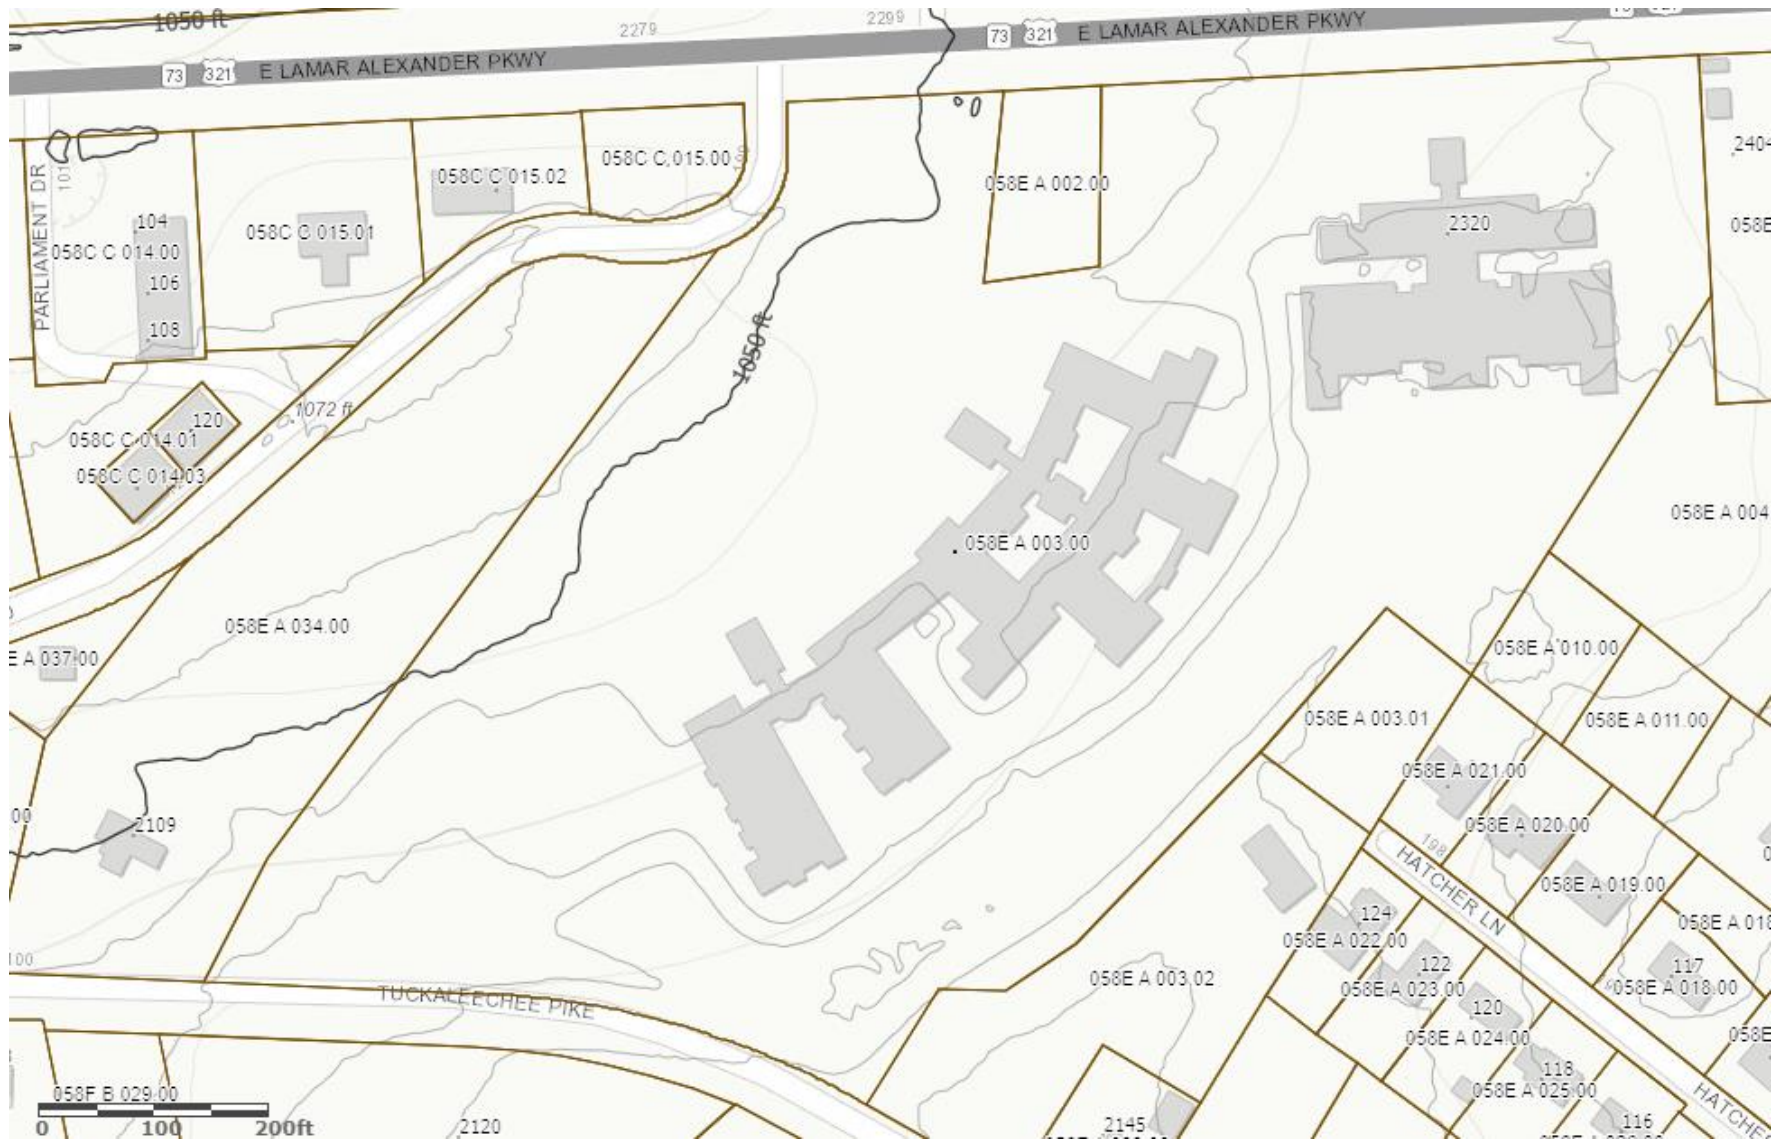 1050 ft
2279
2299
73
321
E LAMAR ALEXANDER PKWY
73
321
E LAMAR ALEXANDER PKWY
PARLIAMENT DR
101
104
058C C 014.00
106
108
058C C 015.01
058C C 015.02
058C C 015.00
058E A 002.00
2320
2404
058E
1050 ft
1072 ft
120
058C C 014.01
058C C 014.03
058E A 003.00
058E A 004
058E A 034.00
E A 037.00
058E A 010.00
058E A 003.01
058E A 011.00
058E A 021.00
00
2109
198
HATCHER LN
058E A 020.00
058E A 019.00
058E A 018
124
058E A 022.00
122
058E A 023.00
117
058E A 018.00
100
TUCKALEECHEE PIKE
058E A 003.02
120
058E A 024.00
058E
118
058E A 025.00
HATCHE
116
058F B 029.00
0
100
200ft
2120
2145